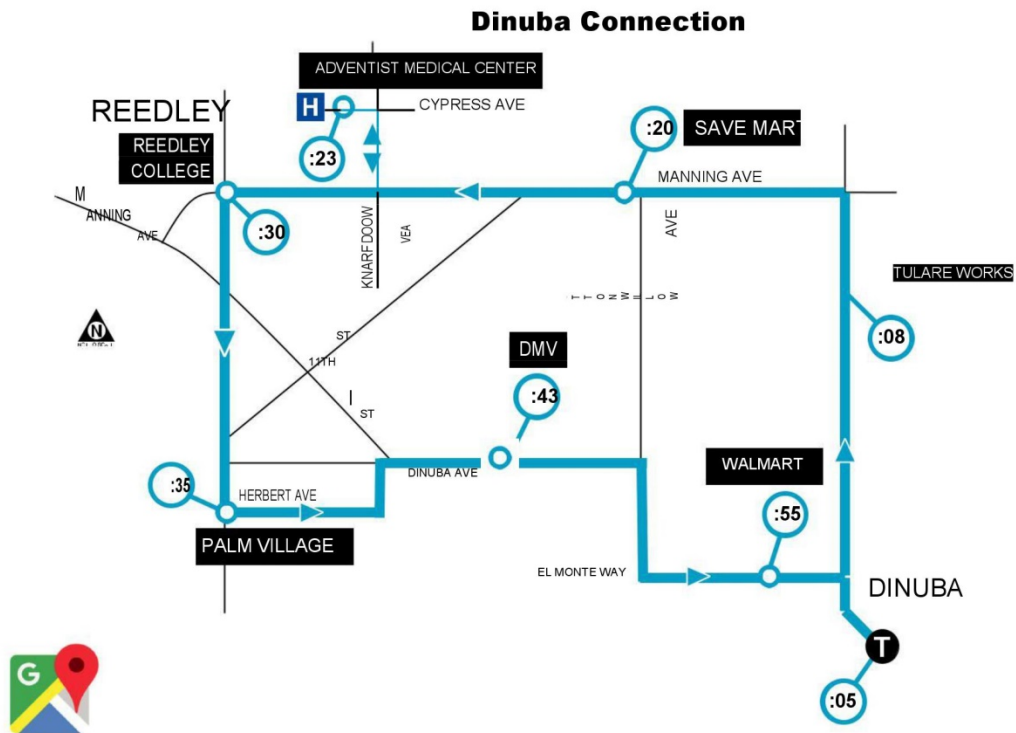 Dinuba Connection
ADVENTIST MEDICAL CENTER
H
CYPRESS AVE
REEDLEY
:20
SAVE MART
REEDLEY
COLLEGE
:23
MANNING AVE
M
ANNING
AVE
:30
KNARFDOOW
VEA
AVE
TULARE WORKS
T T O N W I L L O W
N
ST
11TH
DMV
:08
I
ST
:43
WALMART
DINUBA AVE
:35
HERBERT AVE
:55
PALM VILLAGE
EL MONTE WAY
DINUBA
T
:05
G